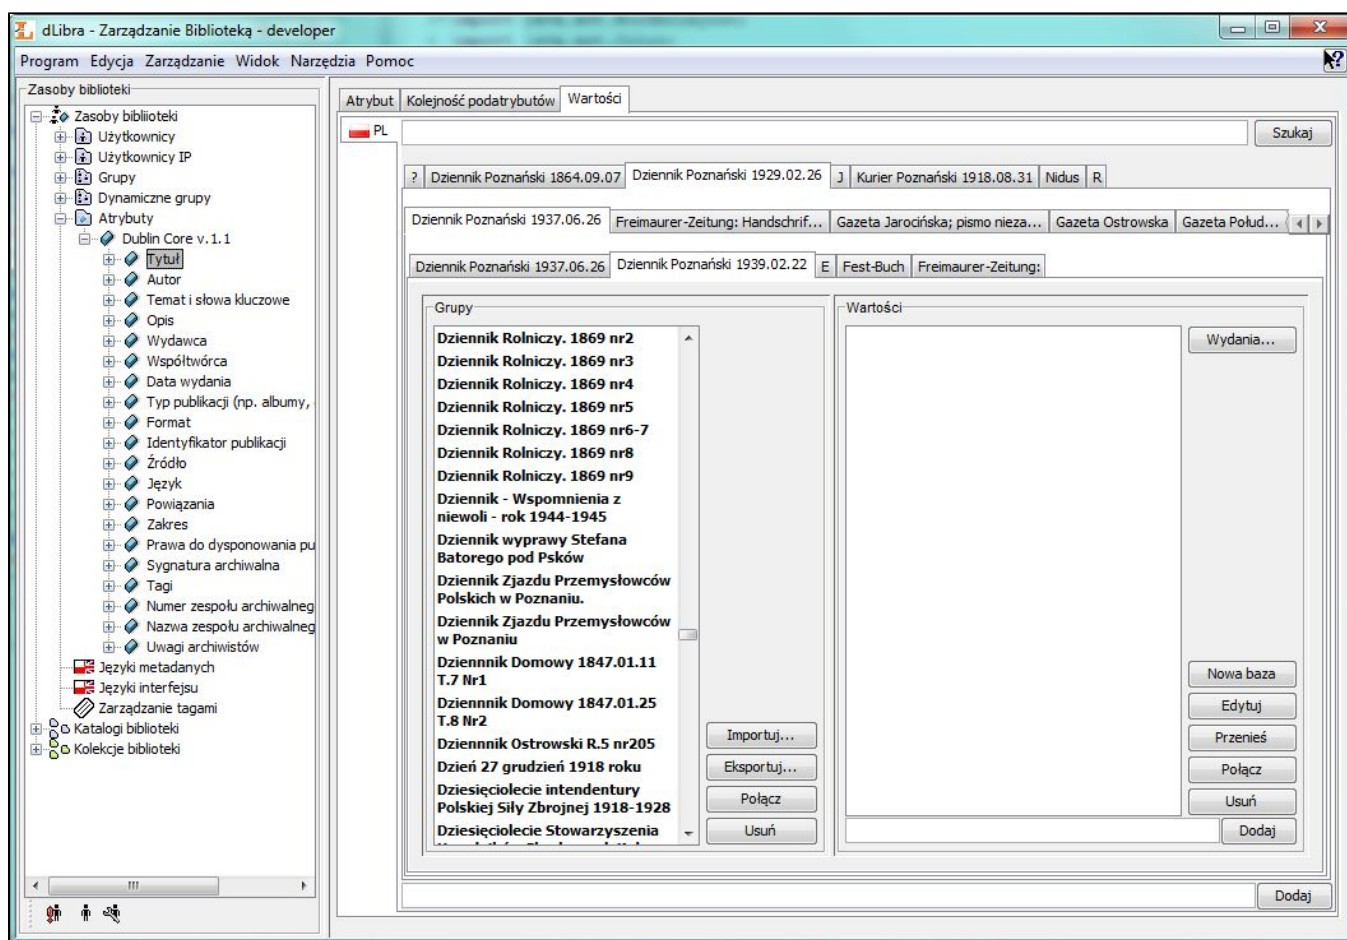 dLibra - Zarządzanie Biblioteką - developer
Program Edycja Zarządzanie Widok Narzędzia Pomoc
Zasoby biblioteki
Zasoby biblioteki
Użytkownicy
Użytkownicy IP
Grupy
Dynamiczne grupy
Atrybuty
Dublin Core v.1.1
Tytuł
Autor
Temat i słowa kluczowe
Opis
Wydawca
Współtwórca
Data wydania
Typ publikacji (np. albumy,
Format
Identyfikator publikacji
Źródło
Język
Powiązania
Zakres
Prawa do dysponowania pu
Sygnatura archiwalna
Tagi
Numer zespołu archiwalneg
Nazwa zespołu archiwalneg
Uwagi archiwistów
Języki metadanych
Języki interfejsu
Zarządzanie tagami
Katalogi biblioteki
Kolekcje biblioteki
Atrybut Kolejność podatrybutów Wartości
PL Szukaj
? Dziennik Poznański 1864.09.07 Dziennik Poznański 1929.02.26 J Kurier Poznański 1918.08.31 Nidus R
Dziennik Poznański 1937.06.26 Freimaurer-Zeitung: Handschrif... Gazeta Jarocińska; pismo nieza... Gazeta Ostrowska Gazeta Połud...
Dziennik Poznański 1937.06.26 Dziennik Poznański 1939.02.22 E Fest-Buch Freimaurer-Zeitung:
Grupy
Dziennik Rolniczy. 1869 nr2
Dziennik Rolniczy. 1869 nr3
Dziennik Rolniczy. 1869 nr4
Dziennik Rolniczy. 1869 nr5
Dziennik Rolniczy. 1869 nr6-7
Dziennik Rolniczy. 1869 nr8
Dziennik Rolniczy. 1869 nr9
Dziennik - Wspomnienia z
niewoli - rok 1944-1945
Dziennik wyprawy Stefana
Batorego pod Psków
Dziennik Zjazdu Przemysłowców
Polskich w Poznaniu.
Dziennik Zjazdu Przemysłowców
w Poznaniu
Dziennnik Domowy 1847.01.11
T.7 Nr1
Dziennnik Domowy 1847.01.25
T.8 Nr2
Dziennnik Ostrowski R.5 nr205
Dzień 27 grudzień 1918 roku
Dziesięciolecie intendentury
Polskiej Siły Zbrojnej 1918-1928
Dziesięciolecie Stowarzyszenia
Importuj...
Eksportuj...
Połącz
Usuń
Wartości
Wydania...
Nowa baza
Edytuj
Przenieś
Połącz
Usuń
Dodaj
Dodaj